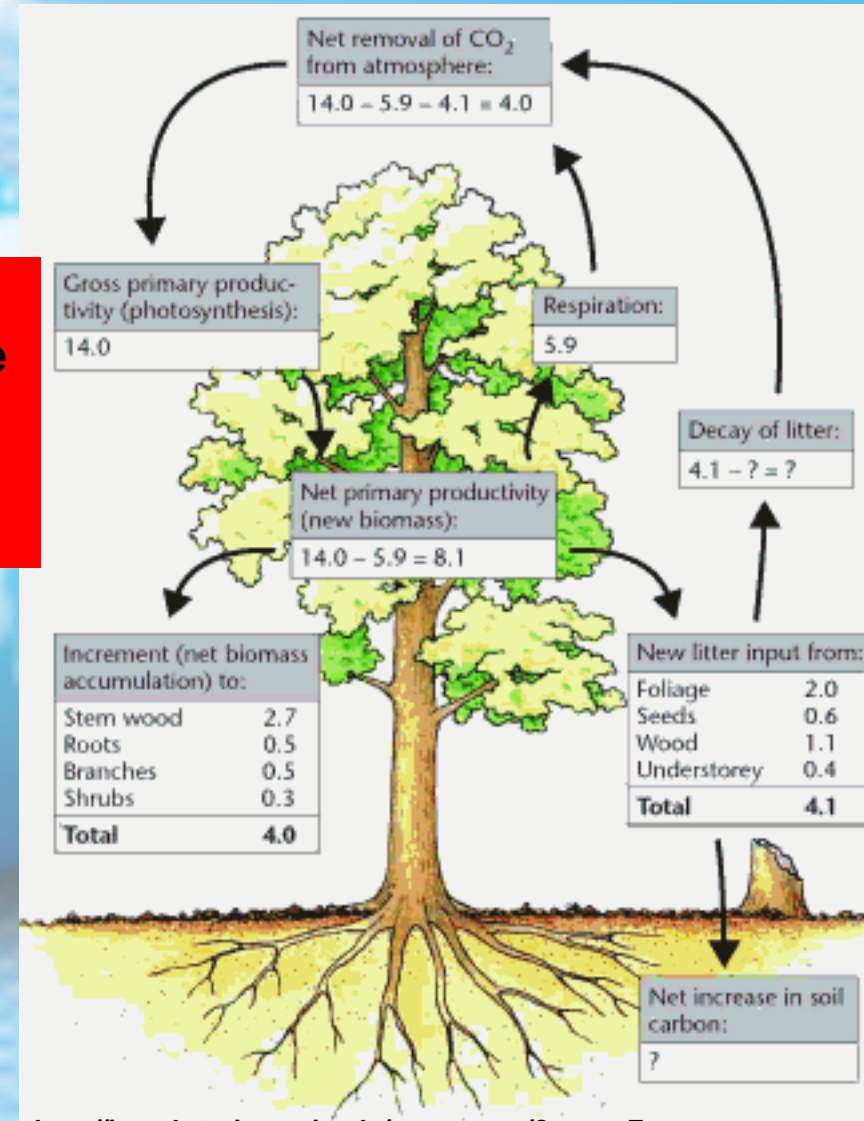 Net removal of CO₂
from atmosphere:
14.0 – 5.9 – 4.1 = 4.0
Gross primary produc-
tivity (photosynthesis):
14.0
Respiration:
5.9
Decay of litter:
4.1 – ? = ?
Net primary productivity
(new biomass):
14.0 – 5.9 = 8.1
Increment (net biomass
accumulation) to:
Stem wood 2.7
Roots 0.5
Branches 0.5
Shrubs 0.3
Total 4.0
New litter input from:
Foliage 2.0
Seeds 0.6
Wood 1.1
Understorey 0.4
Total 4.1
Net increase in soil
carbon:
?
e